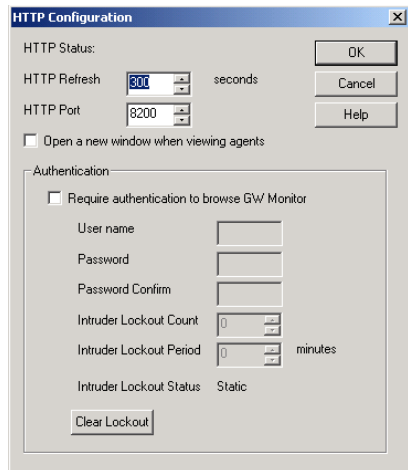 HTTP Configuration
HTTP Status:
OK
HTTP Refresh 300 seconds
Cancel
HTTP Port 8200
Help
Open a new window when viewing agents
Authentication
Require authentication to browse GW Monitor
User name
Password
Password Confirm
Intruder Lockout Count 0
Intruder Lockout Period 0 minutes
Intruder Lockout Status Static
Clear Lockout